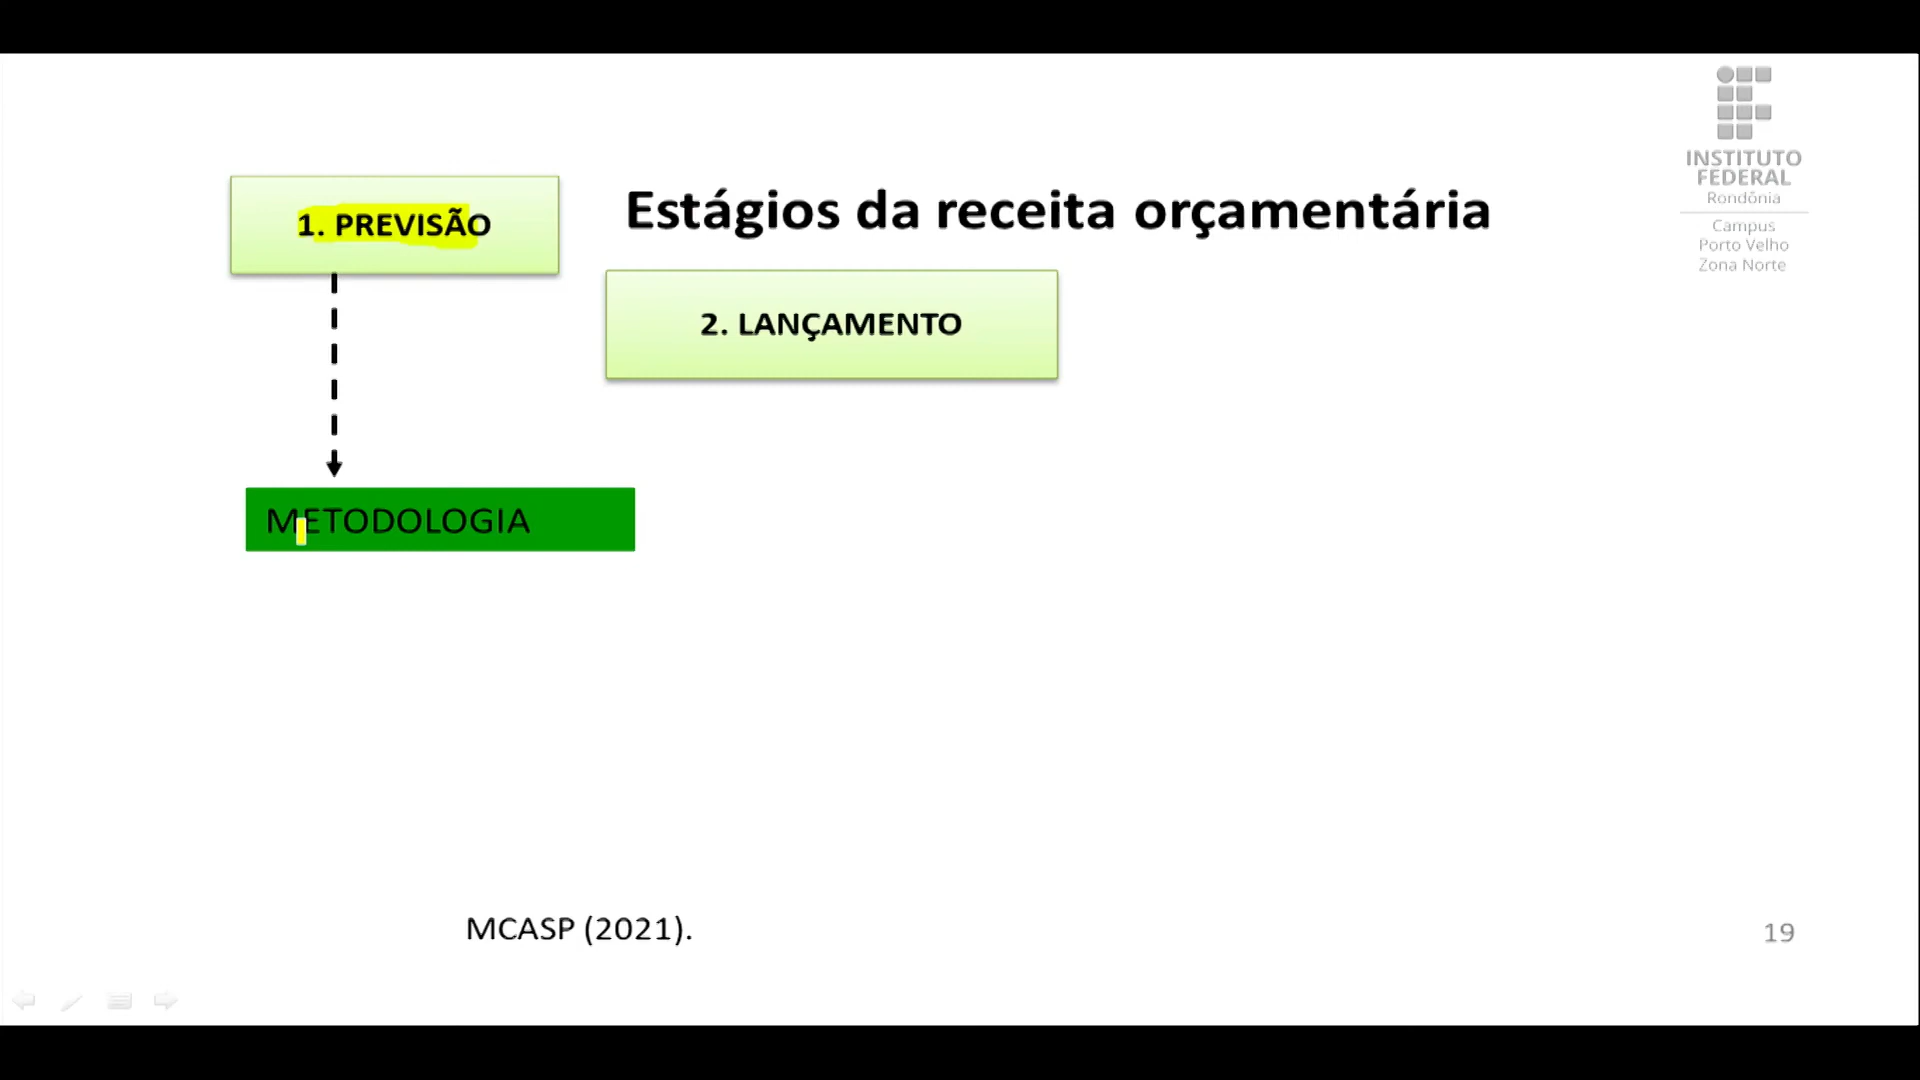 1. PREVISÃO
Estágios da receita orçamentária
INSTITUTO
FEDERAL
Rondônia
Campus
Porto Velho
Zona Norte
2. LANÇAMENTO
METODOLOGIA
MCASP (2021).
19